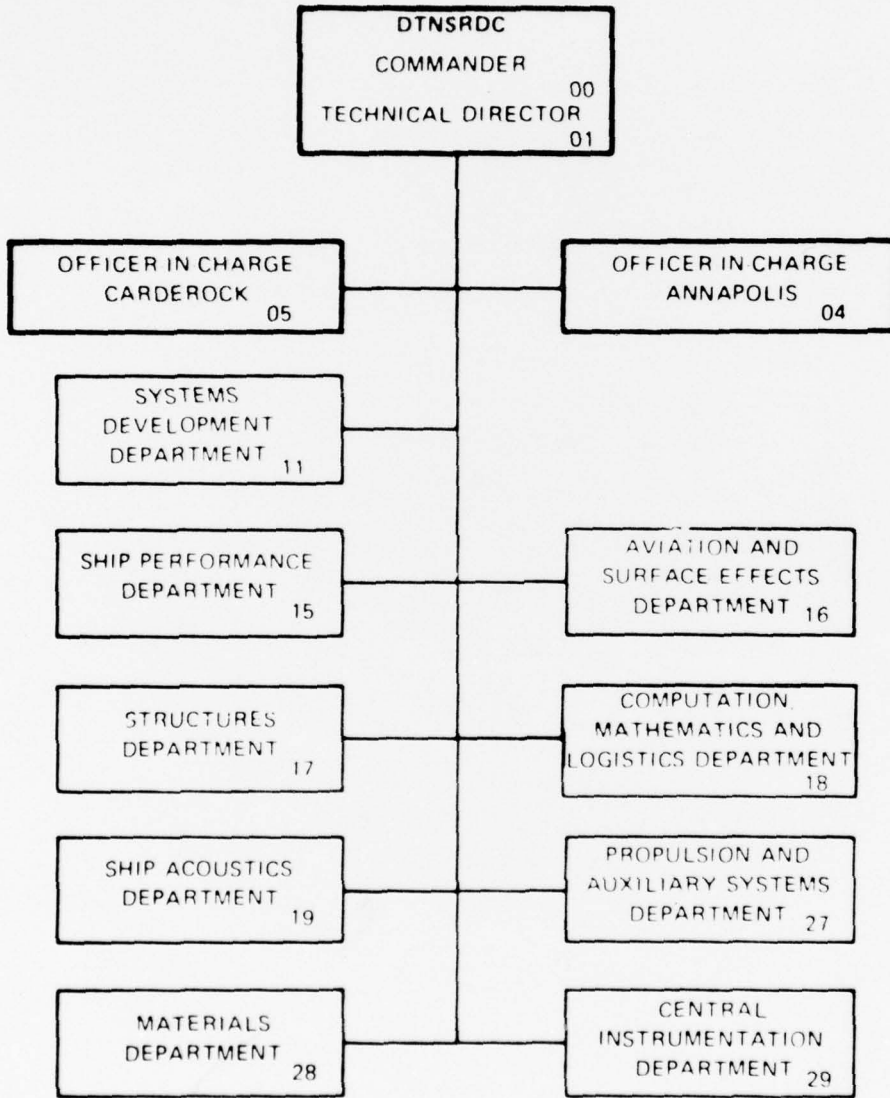 DTNSRDC
COMMANDER
00
TECHNICAL DIRECTOR
01
OFFICER IN CHARGE
CARDEROCK
05
OFFICER IN CHARGE
ANNAPOLIS
04
SYSTEMS
DEVELOPMENT
DEPARTMENT
11
SHIP PERFORMANCE
DEPARTMENT
15
AVIATION AND
SURFACE EFFECTS
DEPARTMENT
16
STRUCTURES
DEPARTMENT
17
COMPUTATION,
MATHEMATICS AND
LOGISTICS DEPARTMENT
18
SHIP ACOUSTICS
DEPARTMENT
19
PROPULSION AND
AUXILIARY SYSTEMS
DEPARTMENT
27
MATERIALS
DEPARTMENT
28
CENTRAL
INSTRUMENTATION
DEPARTMENT
29